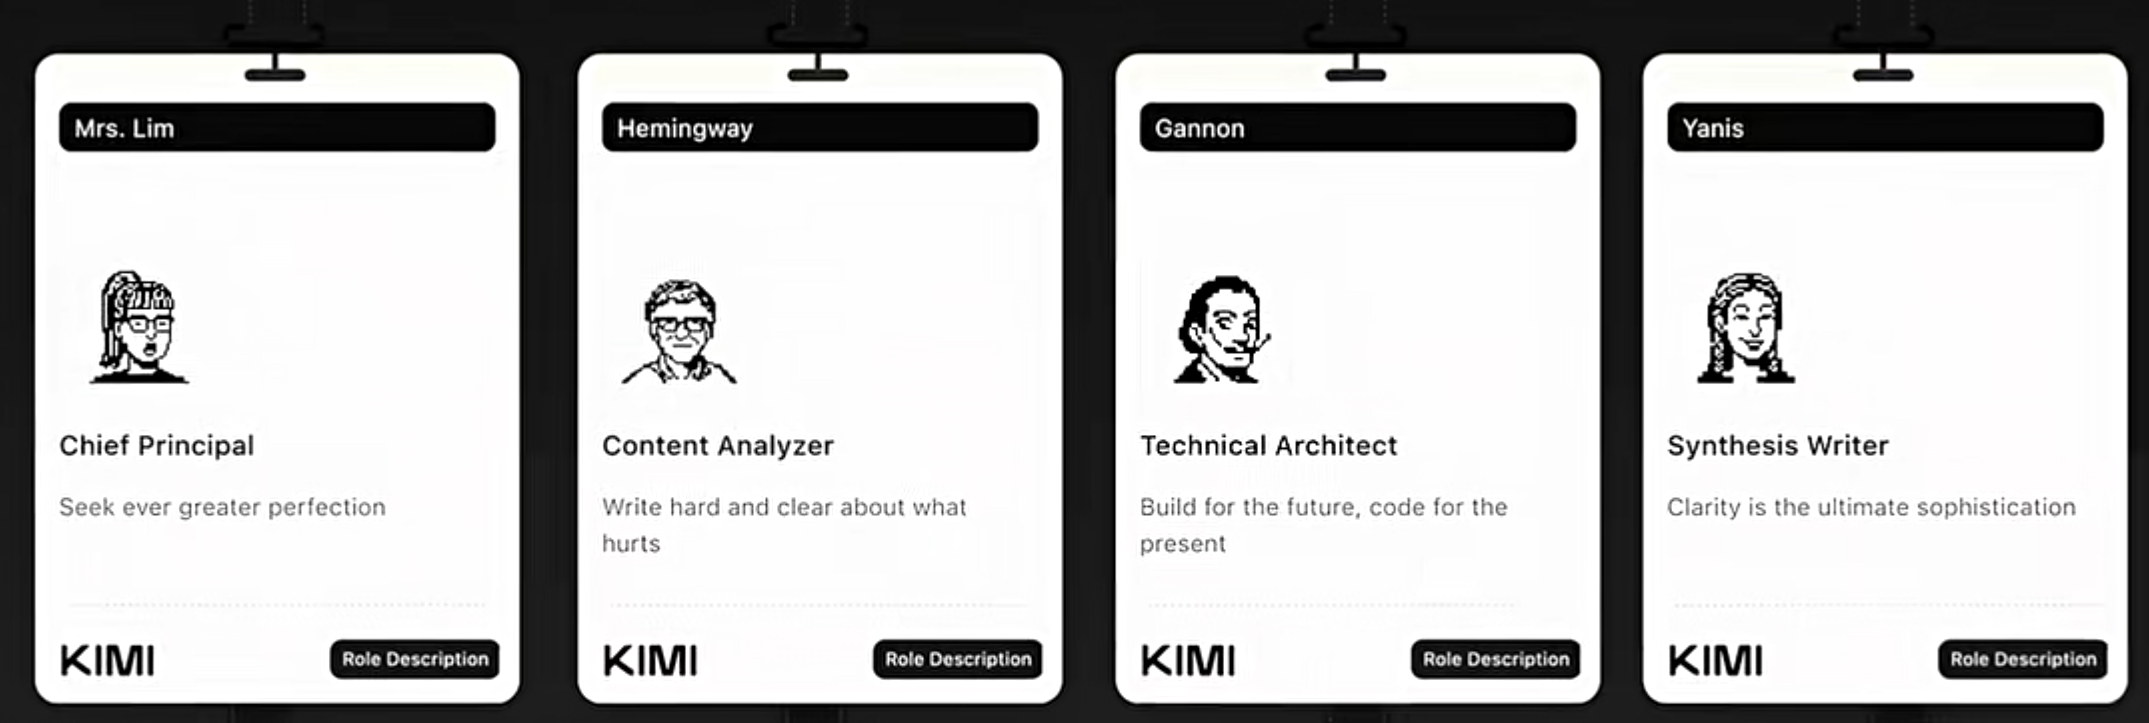 Mrs. Lim
Chief Principal
Seek ever greater perfection
KIMI
Role Description
Hemingway
Content Analyzer
Write hard and clear about what
hurts
KIMI
Role Description
Gannon
Technical Architect
Build for the future, code for the
present
KIMI
Role Description
Yanis
Synthesis Writer
Clarity is the ultimate sophistication
KIMI
Role Description